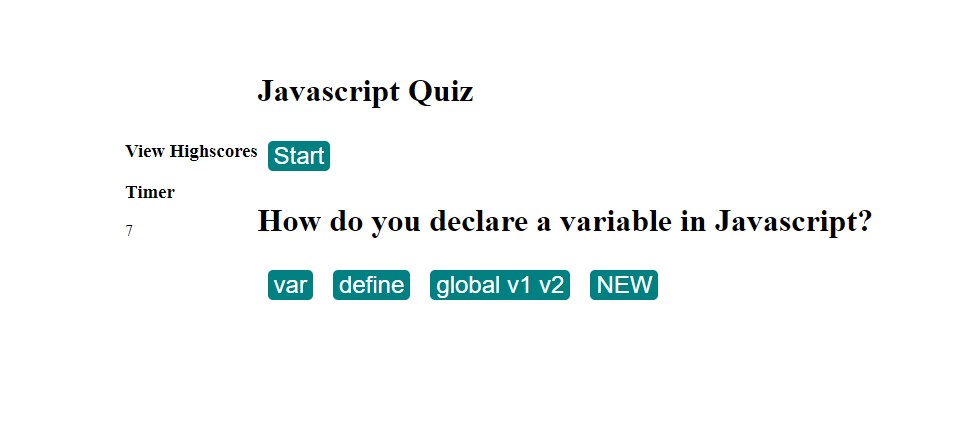 Javascript Quiz
View Highscores
Start
Timer
7
How do you declare a variable in Javascript?
var
define
global v1 v2
NEW